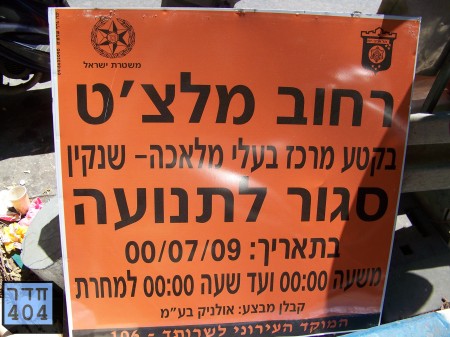 משטרת ישראל
רחוב מלצ'ט
בקטע מרכז בעלי מלאכה- שנקין
סגור לתנועה
בתאריך: 00/07/09
משעה 00:00 ועד שעה 00:00 למחרת
קבלן מבצע: אולניק בע"מ
המוקד העירוני לשרותך - 106
חדר
404